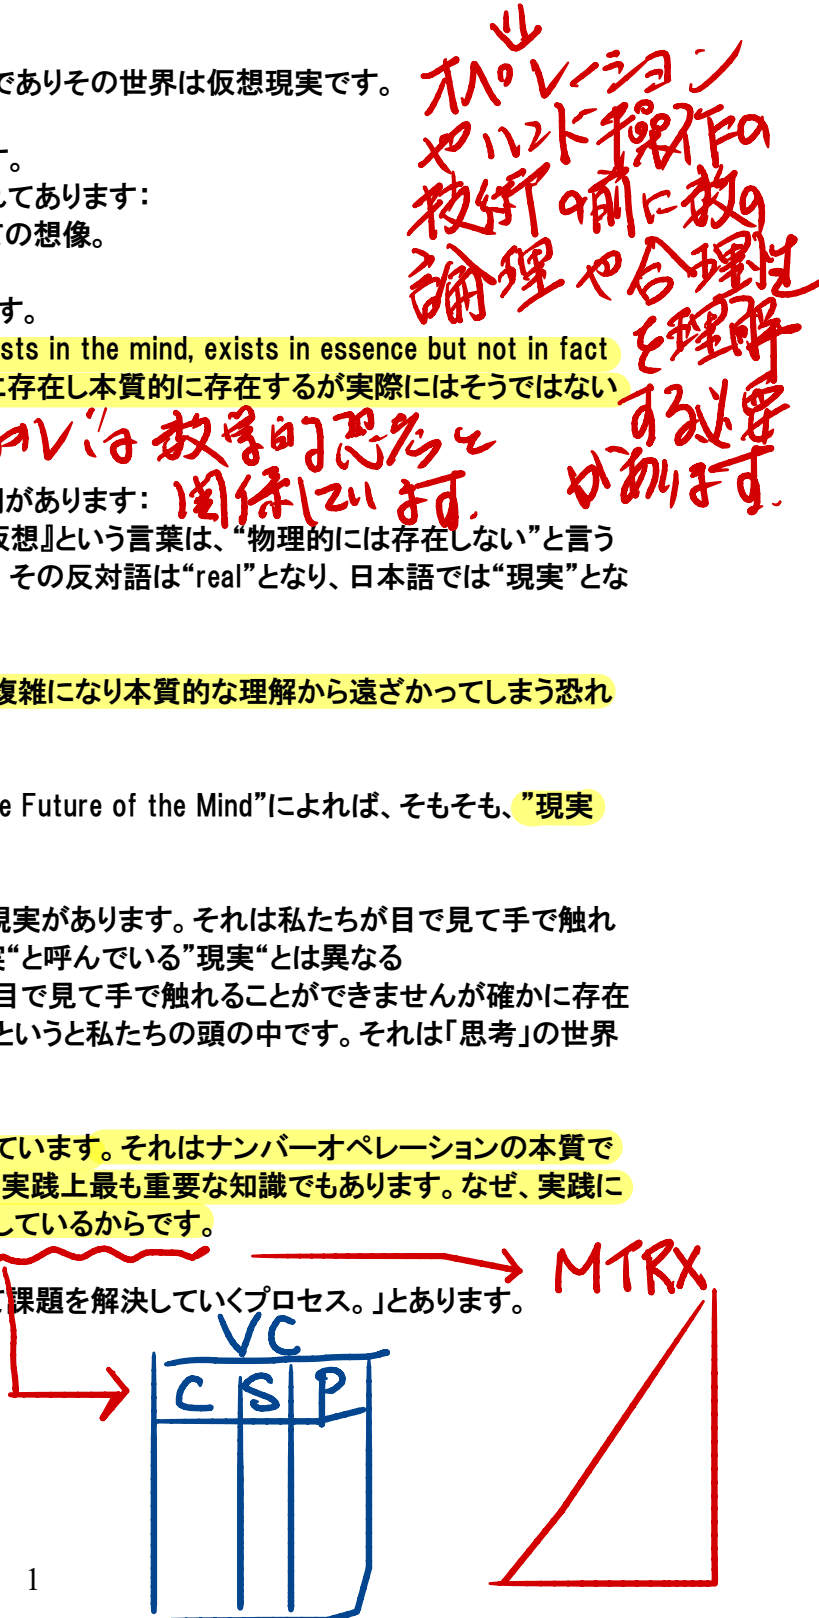 でありその世界は仮想現実です。
オペレーション
やハンド操作の
技術の前に数の
論理や合理性
を理解
する必要
があります。
す。
れてあります：
ての想像。
す。
ists in the mind, exists in essence but not in fact
に存在し本質的に存在するが実際にはそうではない
は数学的思考と
関係しています。
明があります：
仮想』という言葉は、“物理的には存在しない”と言う
その反対語は“real”となり、日本語では“現実”とな
複雑になり本質的な理解から遠ざかってしまう恐れ
e Future of the Mind”によれば、そもそも、”現実
現実があります。それは私たちが目で見て手で触れ
実“と呼んでいる”現実“とは異なる
目で見て手で触れることができませんが確かに存在
というと私たちの頭の中です。それは「思考」の世界
ています。それはナンバーオペレーションの本質で
実践上最も重要な知識でもあります。なぜ、実践に
しているからです。
MTRX
て課題を解決していくプロセス。」とあります。
VC
C S P
1